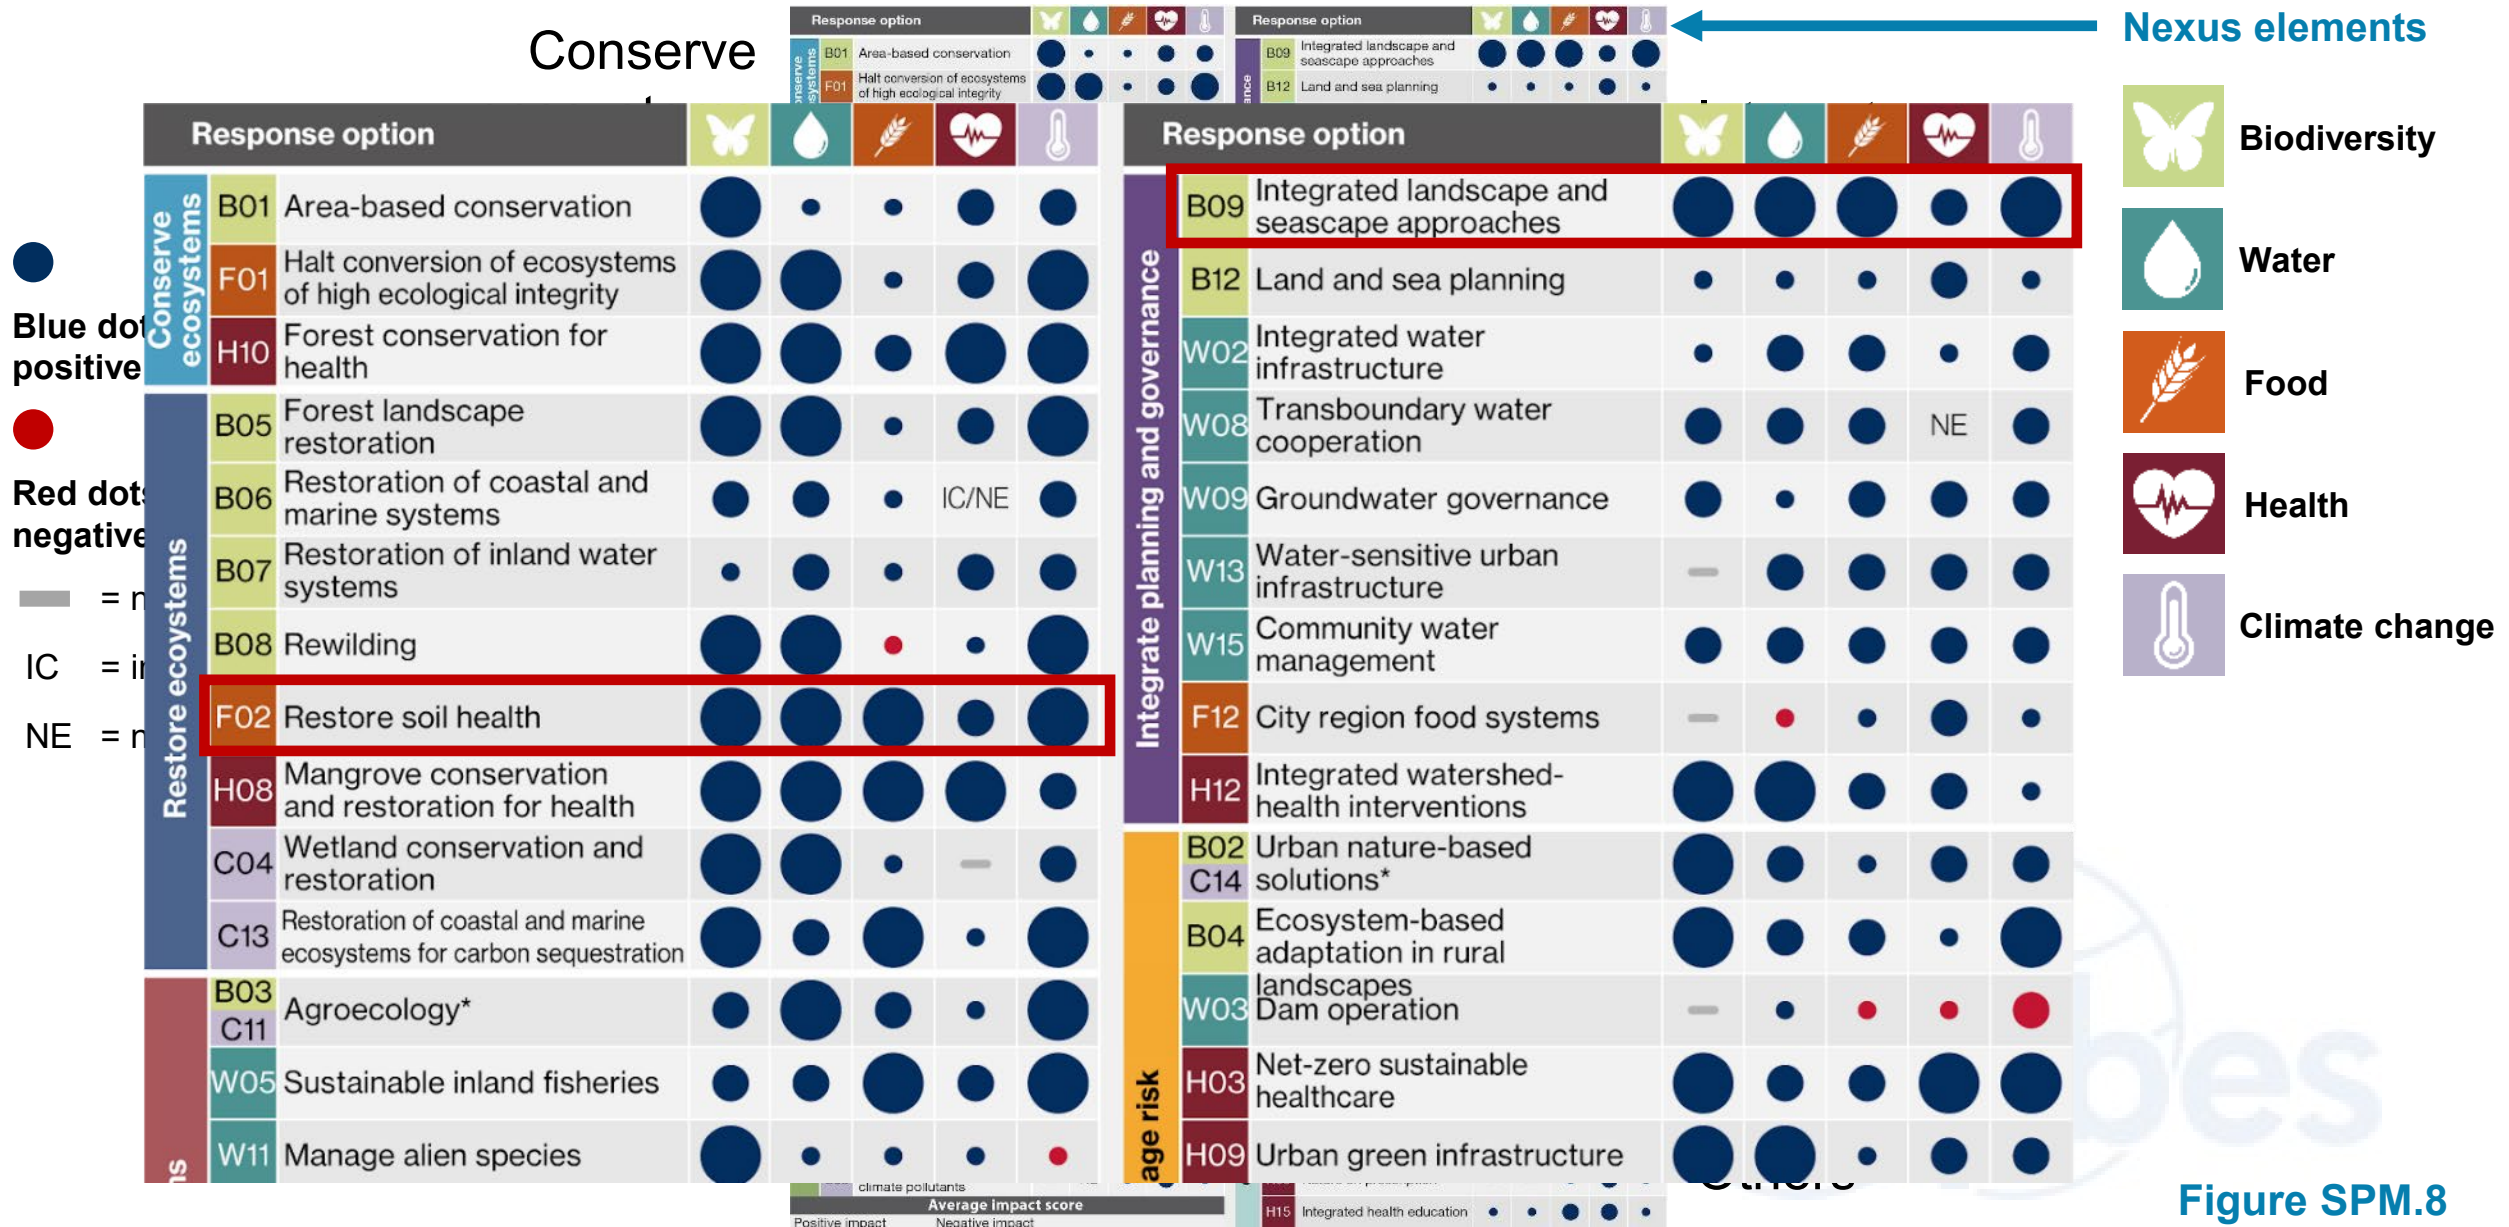 Conserve
Response option
Response option
Nexus elements
B01 Area-based conservation
B09 Integrated landscape and
seascape approaches
F01 Halt conversion of ecosystems
of high ecological integrity
B12 Land and sea planning
Response option
Response option
Conserve
ecosystems
B01 Area-based conservation
F01 Halt conversion of ecosystems
of high ecological integrity
H10 Forest conservation for
health
Restore ecoystems
B05 Forest landscape
restoration
B06 Restoration of coastal and
marine systems
IC/NE
B07 Restoration of inland water
systems
B08 Rewilding
F02 Restore soil health
H08 Mangrove conservation
and restoration for health
C04 Wetland conservation and
restoration
C13 Restoration of coastal and marine
ecosystems for carbon sequestration
B03
C11 Agroecology*
W05 Sustainable inland fisheries
W11 Manage alien species
Integrate planning and governance
B09 Integrated landscape and
seascape approaches
B12 Land and sea planning
W02 Integrated water
infrastructure
W08 Transboundary water
cooperation
NE
W09 Groundwater governance
W13 Water-sensitive urban
infrastructure
W15 Community water
management
F12 City region food systems
H12 Integrated watershed-
health interventions
age risk
B02 Urban nature-based
C14 solutions*
B04 Ecosystem-based
adaptation in rural
landscapes
W03 Dam operation
H03 Net-zero sustainable
healthcare
H09 Urban green infrastructure
Blue dot
positive
Red dots
negative
=
IC =
NE =
Biodiversity
Water
Food
Health
Climate change
climate pollutants
Average impact score
Positive impact Negative impact
H15 Integrated health education
Others
bes
Figure SPM.8